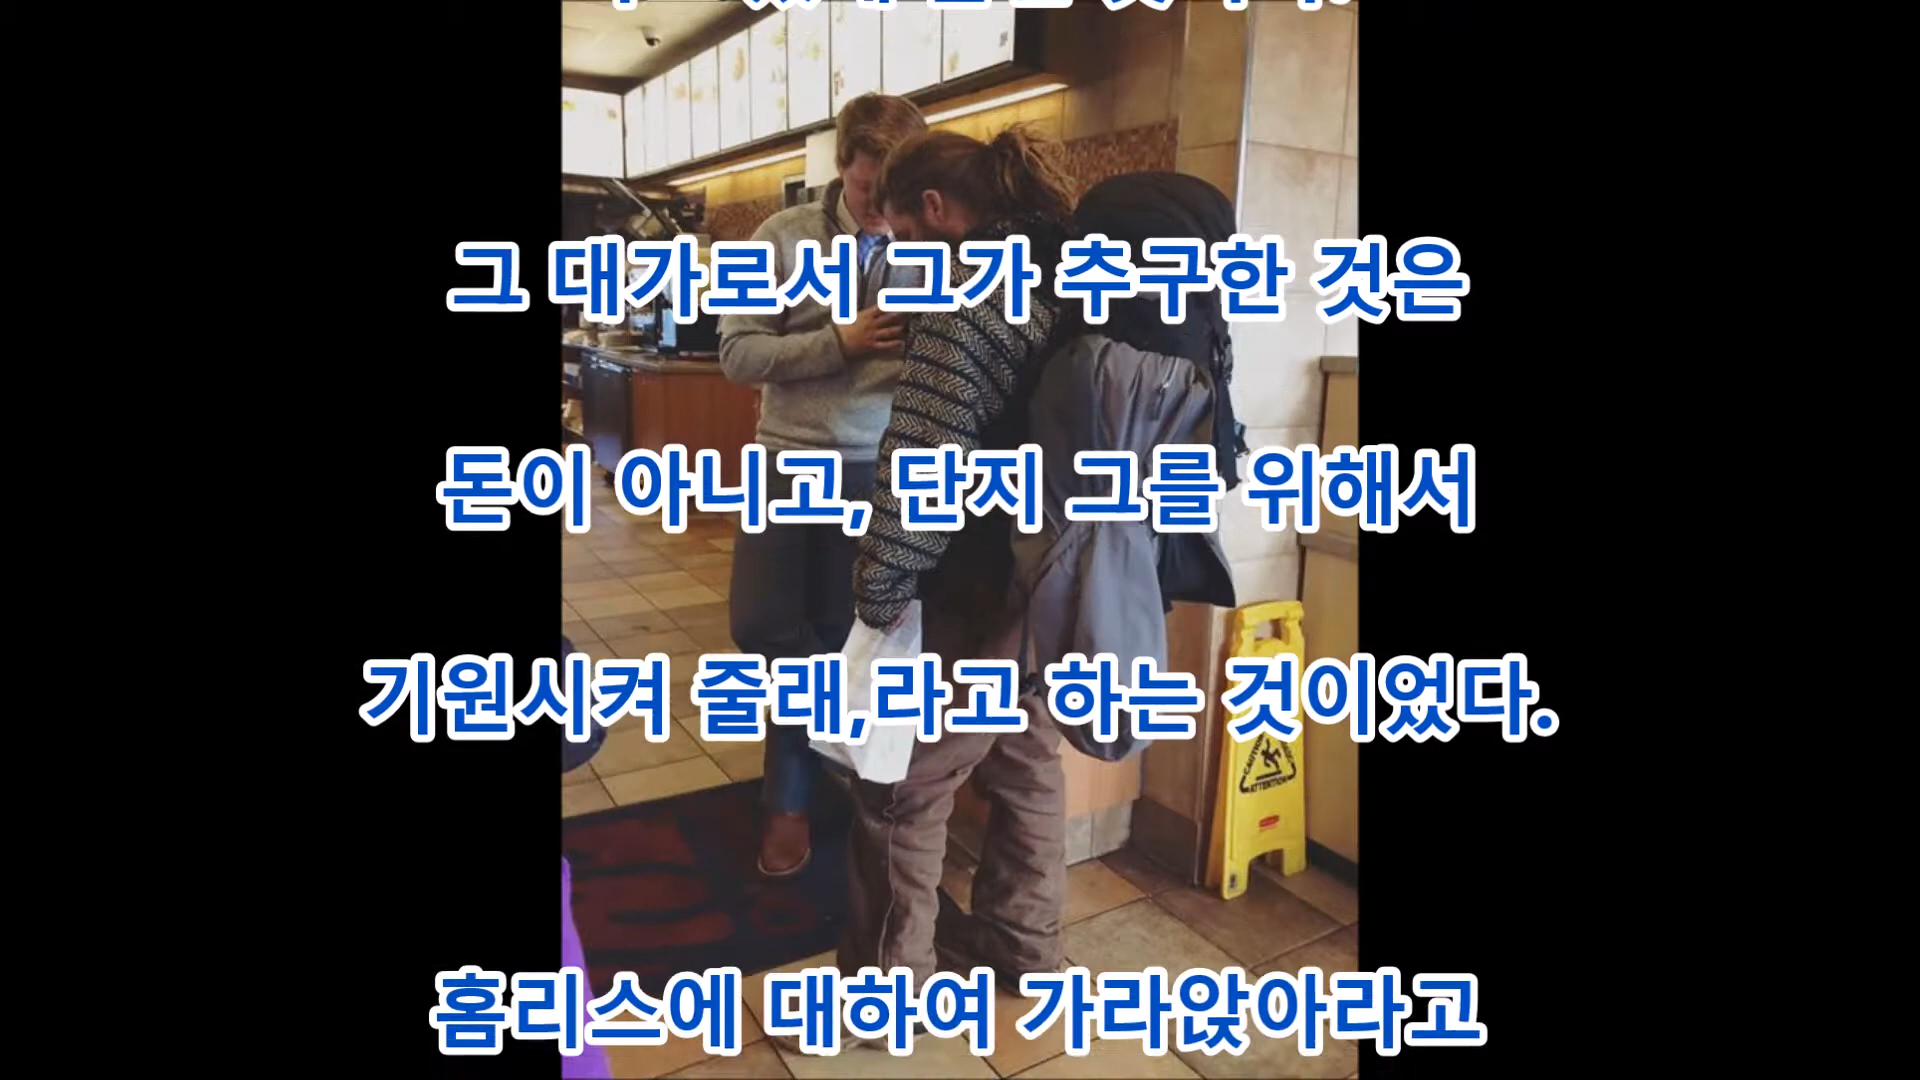 그 대가로서 그가 추구한 것은
돈이 아니고, 단지 그를 위해서
기원시켜 줄래,라고 하는 것이었다.
CAUTION
ATTENTION
홈리스에 대하여 가라앉아라고